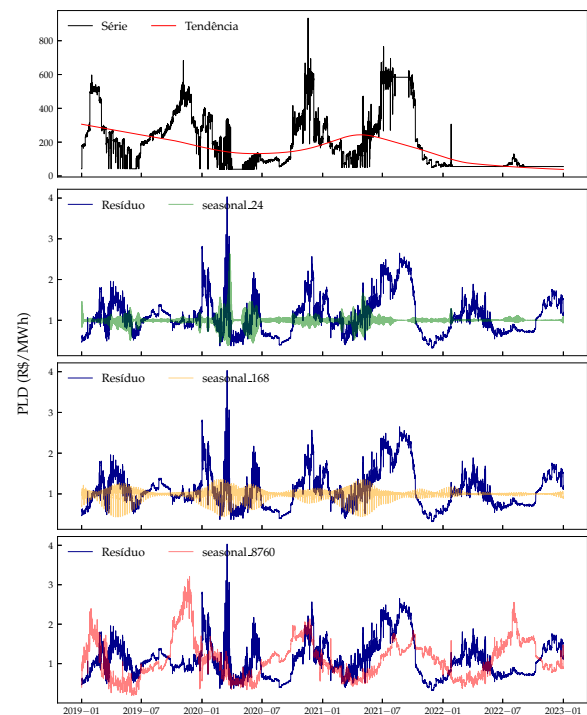 Série Tendência
800
600
400
200
0
Resíduo seasonal_24
4
3
2
1
PLD (R$/MWh)
Resíduo seasonal_168
4
3
2
1
Resíduo seasonal_8760
4
3
2
1
2019−01 2019−07 2020−01 2020−07 2021−01 2021−07 2022−01 2022−07 2023−01